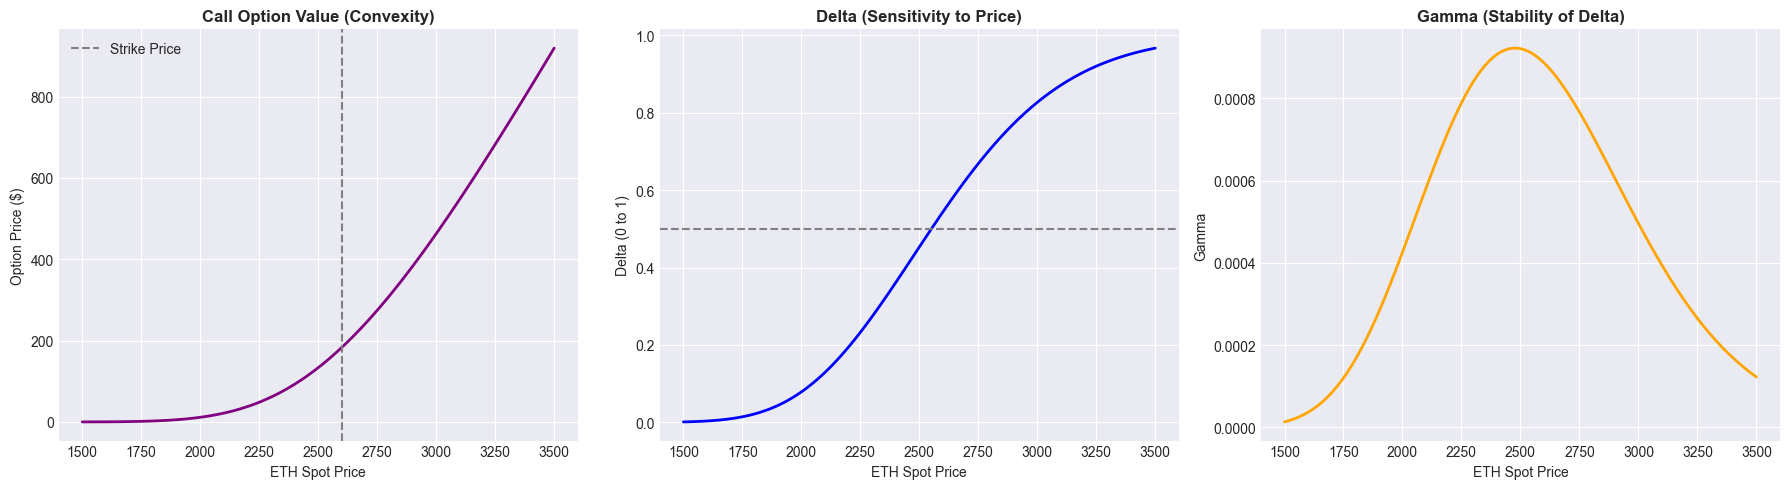 Call Option Value (Convexity)
Strike Price
Option Price ($)
800
600
400
200
0
1500 1750 2000 2250 2500 2750 3000 3250 3500
ETH Spot Price
Delta (Sensitivity to Price)
Delta (0 to 1)
1.0
0.8
0.6
0.4
0.2
0.0
1500 1750 2000 2250 2500 2750 3000 3250 3500
ETH Spot Price
Gamma (Stability of Delta)
Gamma
0.0008
0.0006
0.0004
0.0002
0.0000
1500 1750 2000 2250 2500 2750 3000 3250 3500
ETH Spot Price